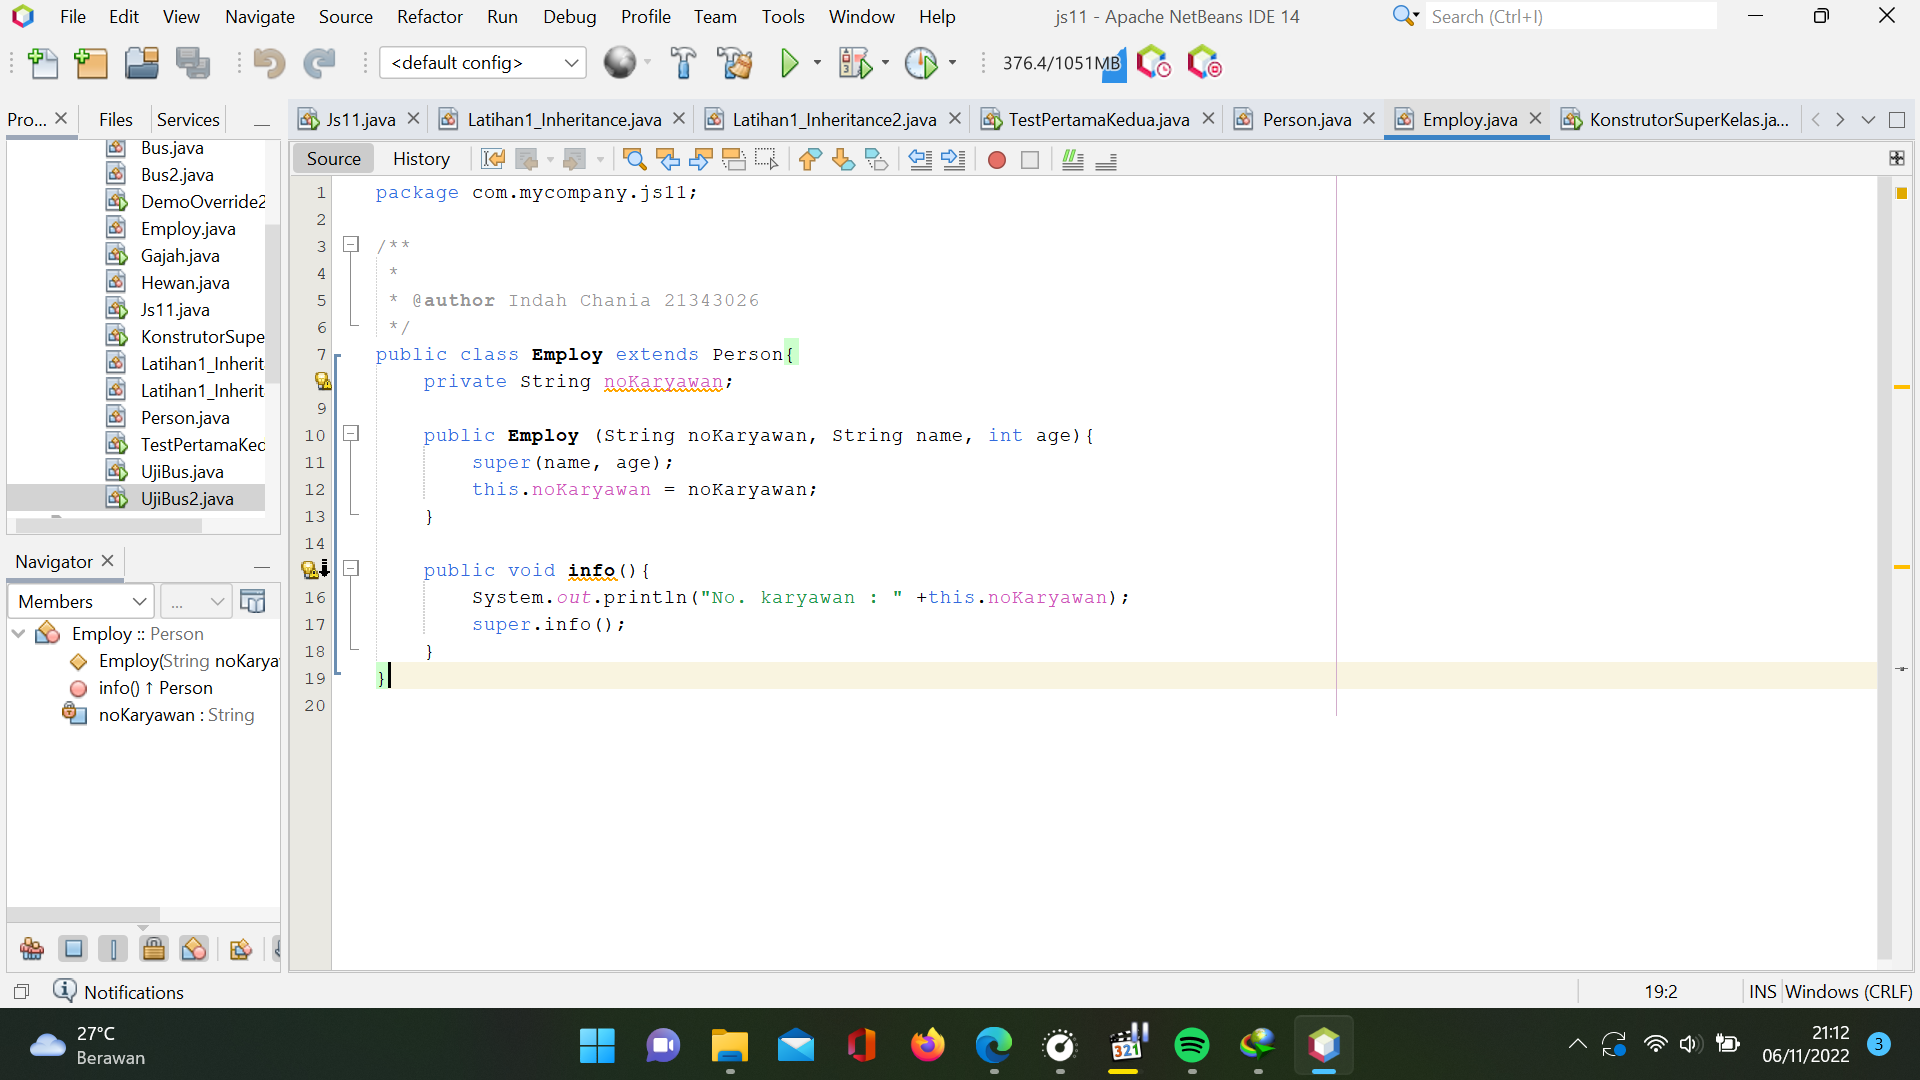 File Edit View Navigate Source Refactor Run Debug Profile Team Tools Window Help
js11 - Apache NetBeans IDE 14
Search (Ctrl+I)
<default config>
376.4/1051MB
Pro... Files Services
Js11.java Latihan1_Inheritance.java Latihan1_Inheritance2.java TestPertamaKedua.java Person.java Employ.java KonstrutorSuperKelas.ja...
Source History
Bus.java
Bus2.java
DemoOverride2
Employ.java
Gajah.java
Hewan.java
Js11.java
KonstrutorSupe
Latihan1_Inherit
Latihan1_Inherit
Person.java
TestPertamaKed
UjiBus.java
UjiBus2.java
Navigator
Members
...
Employ :: Person
Employ(String noKarya
info() ↑ Person
noKaryawan : String
1 package com.mycompany.js11;
2
3 /**
4 *
5 * @author Indah Chania 21343026
6 */
7 public class Employ extends Person{
private String noKaryawan;
9
10 public Employ (String noKaryawan, String name, int age){
11 super(name, age);
12 this.noKaryawan = noKaryawan;
13 }
14
public void info(){
16 System.out.println("No. karyawan : " +this.noKaryawan);
17 super.info();
18 }
19 }
20
Notifications
19:2 INS Windows (CRLF)
27°C
Berawan
321
21:12
06/11/2022
3